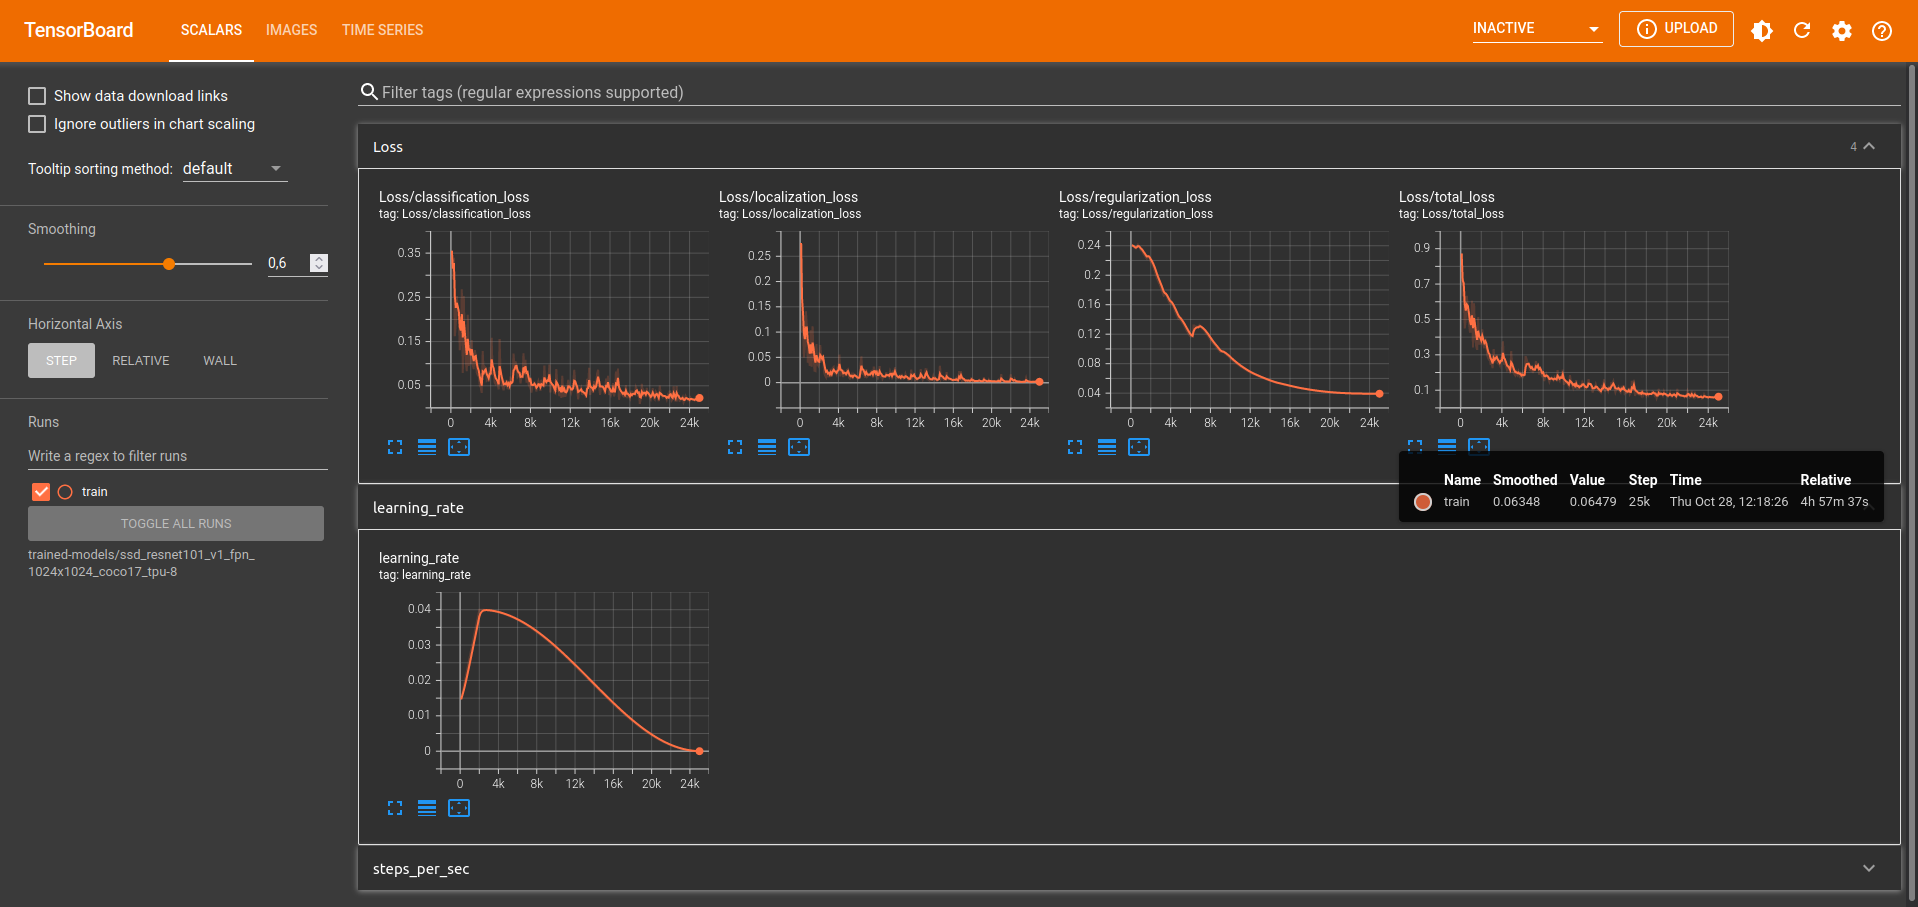 TensorBoard SCALARS IMAGES TIME SERIES INACTIVE UPLOAD
Show data download links
Ignore outliers in chart scaling
Tooltip sorting method: default
Smoothing
0,6
Horizontal Axis
STEP RELATIVE WALL
Runs
Write a regex to filter runs
train
TOGGLE ALL RUNS
trained-models/ssd_resnet101_v1_fpn_
1024x1024_coco17_tpu-8
Filter tags (regular expressions supported)
Loss 4
Loss/classification_loss
tag: Loss/classification_loss
0.35
0.25
0.15
0.05
0 4k 8k 12k 16k 20k 24k
Loss/localization_loss
tag: Loss/localization_loss
0.25
0.2
0.15
0.1
0.05
0
0 4k 8k 12k 16k 20k 24k
Loss/regularization_loss
tag: Loss/regularization_loss
0.24
0.2
0.16
0.12
0.08
0.04
0 4k 8k 12k 16k 20k 24k
Loss/total_loss
tag: Loss/total_loss
0.9
0.7
0.5
0.3
0.1
0 4k 8k 12k 16k 20k 24k
Name Smoothed Value Step Time Relative
train 0.06348 0.06479 25k Thu Oct 28, 12:18:26 4h 57m 37s
learning_rate
learning_rate
tag: learning_rate
0.04
0.03
0.02
0.01
0
0 4k 8k 12k 16k 20k 24k
steps_per_sec